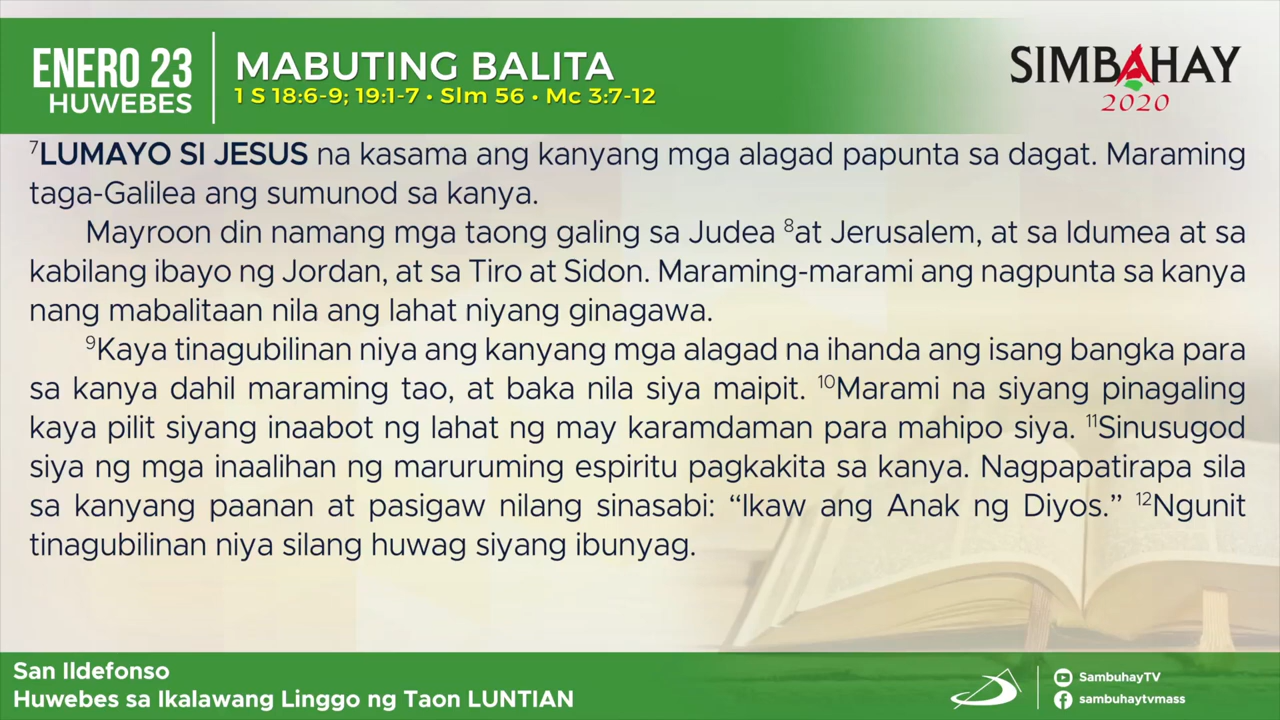 ENERO 23
HUWEBES
MABUTING BALITA
1 S 18:6-9; 19:1-7 • Slm 56 • Mc 3:7-12
SIMBAHAY
2020
⁷LUMAYO SI JESUS na kasama ang kanyang mga alagad papunta sa dagat. Maraming
taga-Galilea ang sumunod sa kanya.
Mayroon din namang mga taong galing sa Judea ⁸at Jerusalem, at sa Idumea at sa
kabilang ibayo ng Jordan, at sa Tiro at Sidon. Maraming-marami ang nagpunta sa kanya
nang mabalitaan nila ang lahat niyang ginagawa.
⁹Kaya tinagubilinan niya ang kanyang mga alagad na ihanda ang isang bangka para
sa kanya dahil maraming tao, at baka nila siya maipit. ¹⁰Marami na siyang pinagaling
kaya pilit siyang inaabot ng lahat ng may karamdaman para mahipo siya. ¹¹Sinusugod
siya ng mga inaalihan ng maruruming espiritu pagkakita sa kanya. Nagpapatirapa sila
sa kanyang paanan at pasigaw nilang sinasabi: “Ikaw ang Anak ng Diyos.” ¹²Ngunit
tinagubilinan niya silang huwag siyang ibunyag.
San Ildefonso
Huwebes sa Ikalawang Linggo ng Taon LUNTIAN
SambuhayTV
sambuhaytvmass